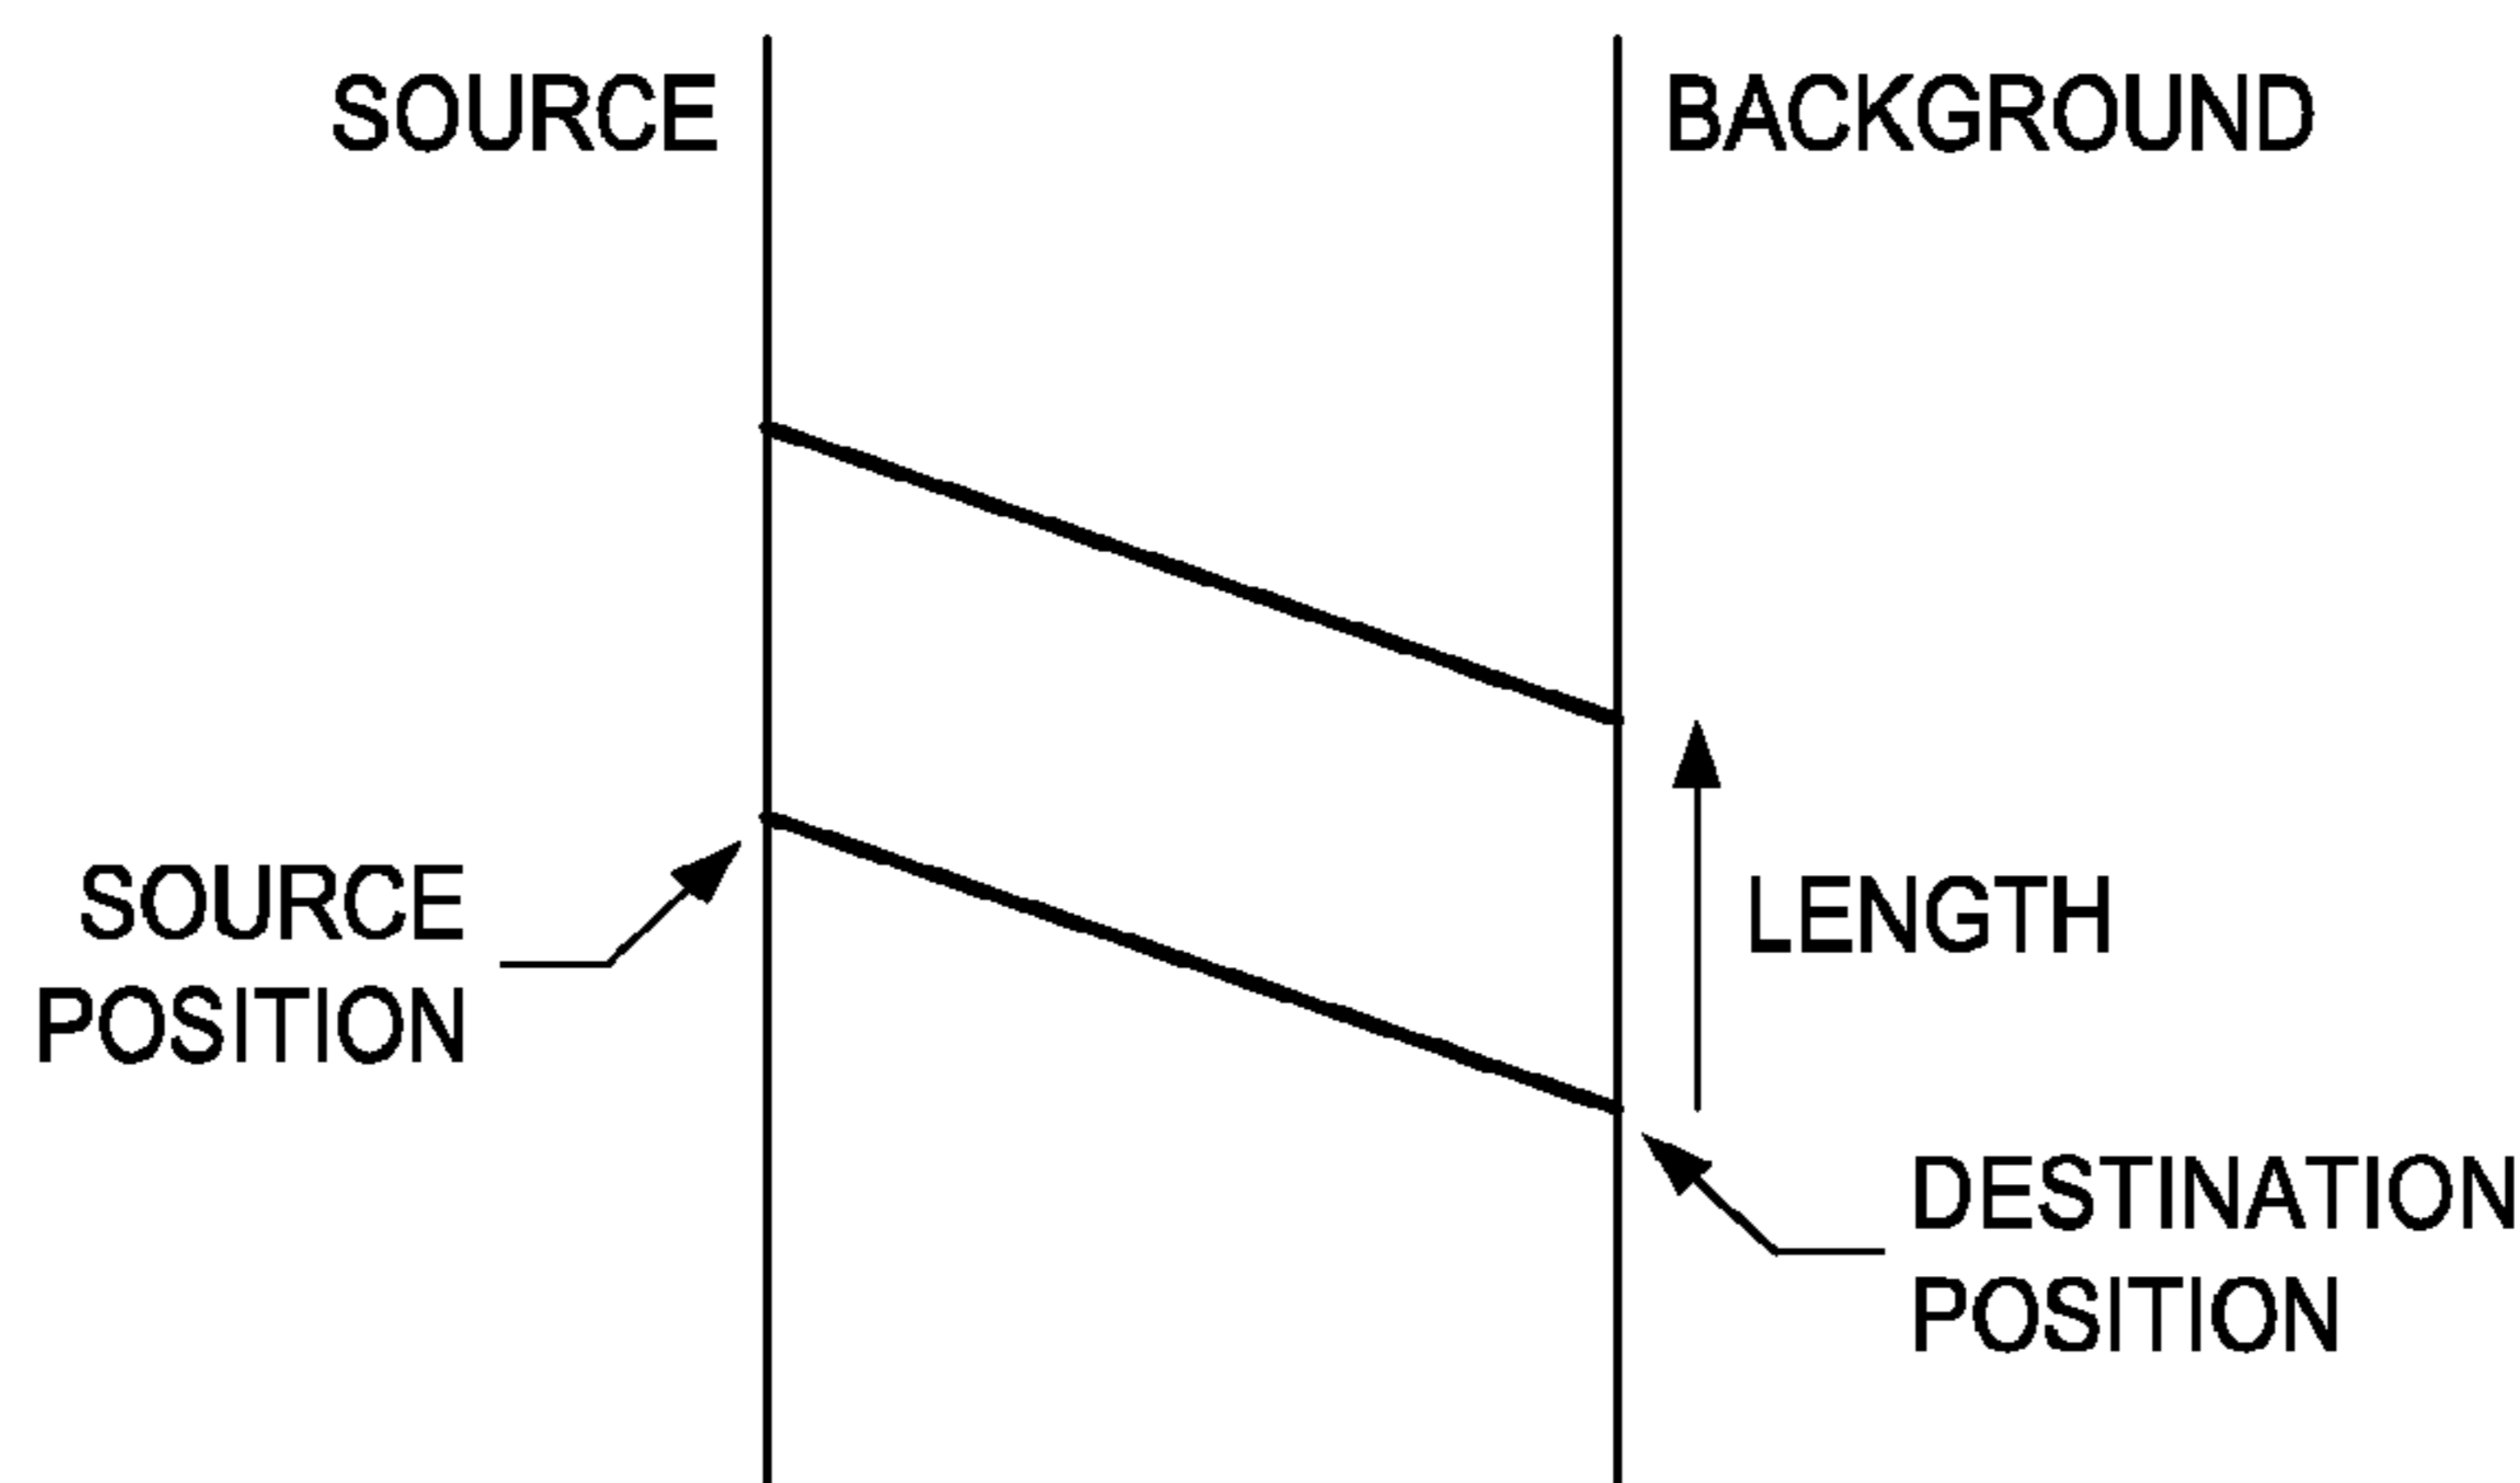 SOURCE
BACKGROUND
SOURCE
POSITION
LENGTH
DESTINATION
POSITION